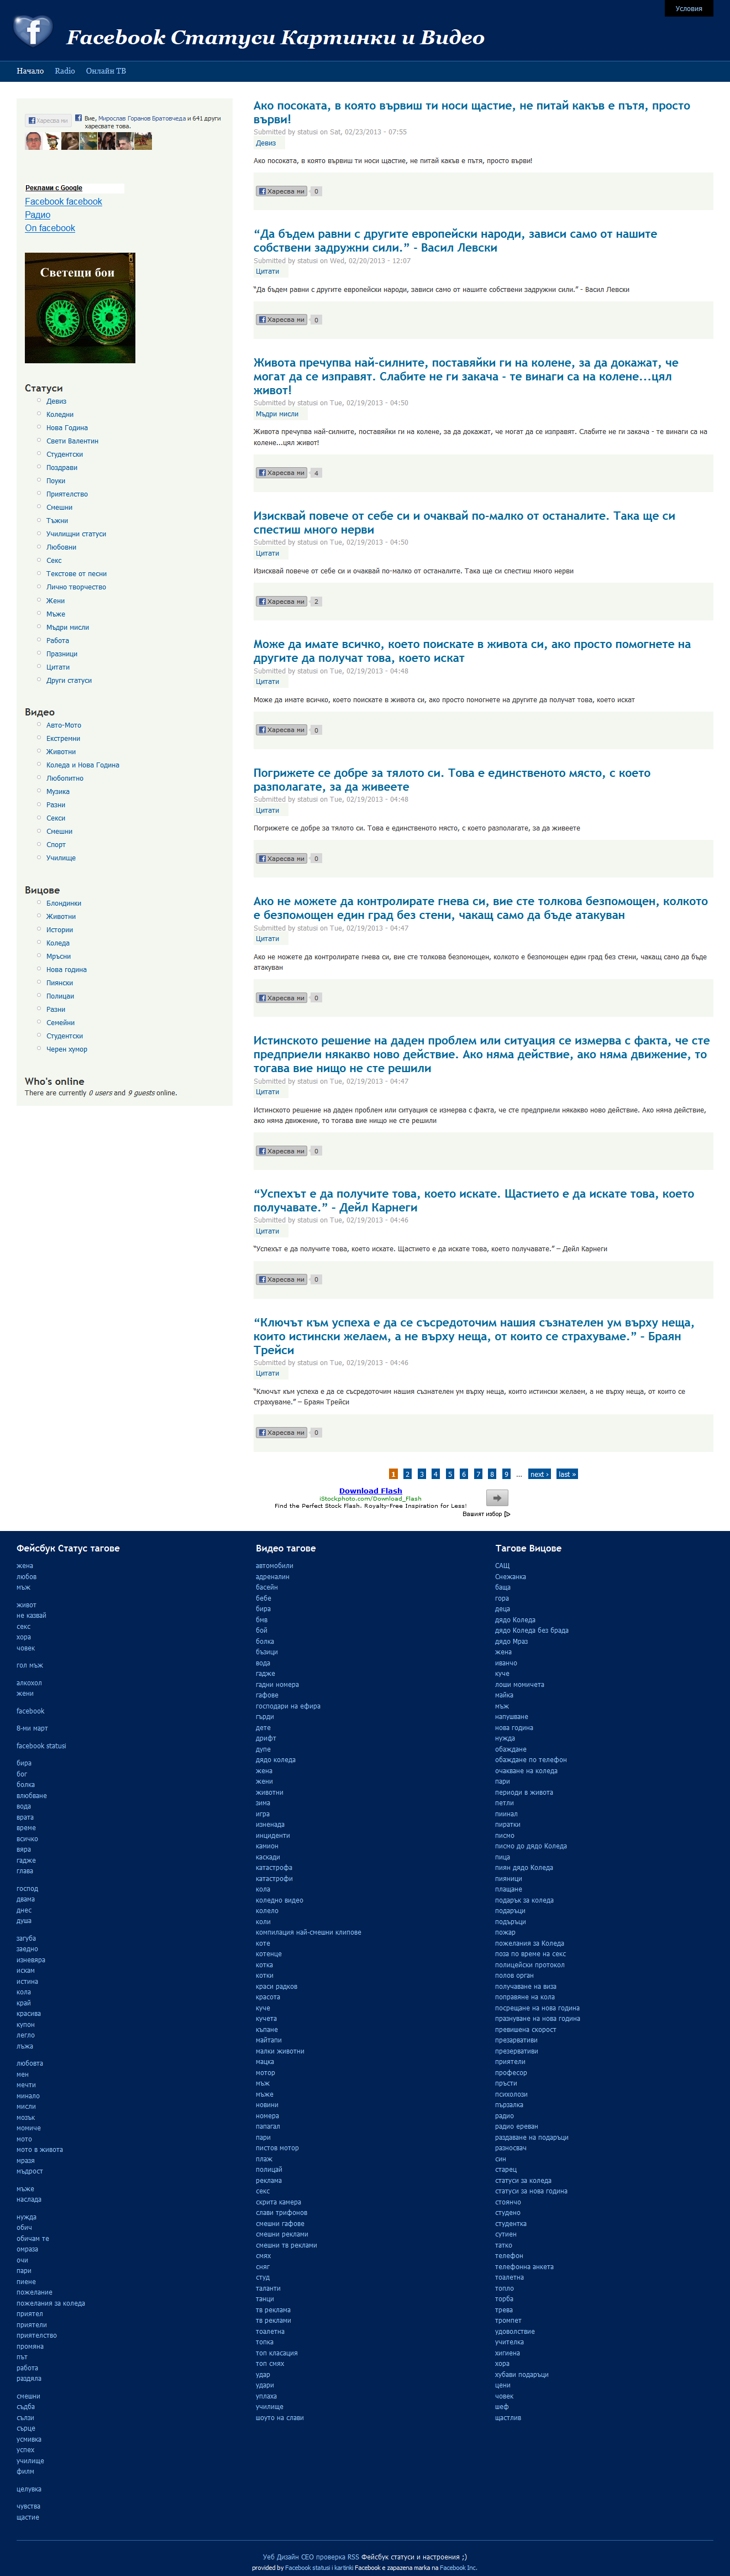 Условия
Facebook Статуси Картинки и Видео
Начало Radio Онлайн ТВ
Харесва ми Вие, Мирослав Горанов Братовчеда и 641 други харесвате това.
Реклами с Google
Facebook facebook
Радио
On facebook
Светещи бои
Статуси
Девиз
Коледни
Нова Година
Свети Валентин
Студентски
Поздрави
Поуки
Приятелство
Смешни
Тъжни
Училищни статуси
Любовни
Секс
Текстове от песни
Лично творчество
Жени
Мъже
Мъдри мисли
Работа
Празници
Цитати
Други статуси
Видео
Авто-Мото
Екстремни
Животни
Коледа и Нова Година
Любопитно
Музика
Разни
Секси
Смешни
Спорт
Училище
Вицове
Блондинки
Животни
Истории
Коледа
Мръсни
Нова година
Пиянски
Полицаи
Разни
Семейни
Студентски
Черен хумор
Who's online
There are currently 0 users and 9 guests online.
Ако посоката, в която вървиш ти носи щастие, не питай какъв е пътя, просто
върви!
Submitted by statusi on Sat, 02/23/2013 - 07:55
Девиз
Ако посоката, в която вървиш ти носи щастие, не питай какъв е пътя, просто върви!
Харесва ми 0
“Да бъдем равни с другите европейски народи, зависи само от нашите
собствени задружни сили.” - Васил Левски
Submitted by statusi on Wed, 02/20/2013 - 12:07
Цитати
“Да бъдем равни с другите европейски народи, зависи само от нашите собствени задружни сили.” - Васил Левски
Харесва ми 0
Живота пречупва най-силните, поставяйки ги на колене, за да докажат, че
могат да се изправят. Слабите не ги закача - те винаги са на колене...цял
живот!
Submitted by statusi on Tue, 02/19/2013 - 04:50
Мъдри мисли
Живота пречупва най-силните, поставяйки ги на колене, за да докажат, че могат да се изправят. Слабите не ги закача - те винаги са на
колене...цял живот!
Харесва ми 4
Изисквай повече от себе си и очаквай по-малко от останалите. Така ще си
спестиш много нерви
Submitted by statusi on Tue, 02/19/2013 - 04:50
Цитати
Изисквай повече от себе си и очаквай по-малко от останалите. Така ще си спестиш много нерви
Харесва ми 2
Може да имате всичко, което поискате в живота си, ако просто помогнете на
другите да получат това, което искат
Submitted by statusi on Tue, 02/19/2013 - 04:48
Цитати
Може да имате всичко, което поискате в живота си, ако просто помогнете на другите да получат това, което искат
Харесва ми 0
Погрижете се добре за тялото си. Това е единственото място, с което
разполагате, за да живеете
Submitted by statusi on Tue, 02/19/2013 - 04:48
Цитати
Погрижете се добре за тялото си. Това е единственото място, с което разполагате, за да живеете
Харесва ми 0
Ако не можете да контролирате гнева си, вие сте толкова безпомощен, колкото
е безпомощен един град без стени, чакащ само да бъде атакуван
Submitted by statusi on Tue, 02/19/2013 - 04:47
Цитати
Ако не можете да контролирате гнева си, вие сте толкова безпомощен, колкото е безпомощен един град без стени, чакащ само да бъде
атакуван
Харесва ми 0
Истинското решение на даден проблем или ситуация се измерва с факта, че сте
предприели някакво ново действие. Ако няма действие, ако няма движение, то
тогава вие нищо не сте решили
Submitted by statusi on Tue, 02/19/2013 - 04:47
Цитати
Истинското решение на даден проблем или ситуация се измерва с факта, че сте предприели някакво ново действие. Ако няма действие,
ако няма движение, то тогава вие нищо не сте решили
Харесва ми 0
“Успехът е да получите това, което искате. Щастието е да искате това, което
получавате.” - Дейл Карнеги
Submitted by statusi on Tue, 02/19/2013 - 04:46
Цитати
“Успехът е да получите това, което искате. Щастието е да искате това, което получавате.” – Дейл Карнеги
Харесва ми 0
“Ключът към успеха е да се съсредоточим нашия съзнателен ум върху неща,
които истински желаем, а не върху неща, от които се страхуваме.” - Браян
Трейси
Submitted by statusi on Tue, 02/19/2013 - 04:46
Цитати
“Ключът към успеха е да се съсредоточим нашия съзнателен ум върху неща, които истински желаем, а не върху неща, от които се
страхуваме.” – Браян Трейси
Харесва ми 0
1 2 3 4 5 6 7 8 9 … next › last »
Download Flash
iStockphoto.com/Download_Flash
Find the Perfect Stock Flash. Royalty-Free Inspiration for Less!
Вашият избор
Фейсбук Статус тагове
жена
любов
мъж
живот
не казвай
секс
хора
човек
гол мъж
алкохол
жени
facebook
8-ми март
facebook statusi
бира
бог
болка
влюбване
вода
врата
време
всичко
вяра
гадже
глава
господ
двама
днес
душа
загуба
заедно
изневяра
искам
истина
кола
край
красива
купон
легло
лъжа
любовта
мен
мечти
минало
мисли
мозък
момиче
мото
мото в живота
мразя
мъдрост
мъже
наслада
нужда
обич
обичам те
омраза
очи
пари
пиене
пожелание
пожелания за коледа
приятел
приятели
приятелство
промяна
път
работа
раздяла
смешни
съдба
сълзи
сърце
усмивка
успех
училище
филм
целувка
чувства
щастие
Видео тагове
автомобили
адреналин
басейн
бебе
бира
бмв
бой
болка
бъзици
вода
гадже
гадни номера
гафове
господари на ефира
гърди
дете
дрифт
дупе
дядо коледа
жена
жени
животни
зима
игра
изненада
инциденти
камион
каскади
катастрофа
катастрофи
кола
коледно видео
колело
коли
компилация най-смешни клипове
коте
котенце
котка
котки
краси радков
красота
куче
кучета
къпане
майтапи
малки животни
мацка
мотор
мъж
мъже
новини
номера
папагал
пари
пистов мотор
плаж
полицай
реклама
секс
скрита камера
слави трифонов
смешни гафове
смешни реклами
смешни тв реклами
смях
сняг
студ
таланти
танци
тв реклама
тв реклами
тоалетна
топка
топ класация
топ смях
удар
удари
уплаха
училище
шоуто на слави
Тагове Вицове
САЩ
Снежанка
баща
гора
деца
дядо Коледа
дядо Коледа без брада
дядо Мраз
жена
иванчо
куче
лоши момичета
майка
мъж
напушване
нова година
нужда
обаждане
обаждане по телефон
очакване на коледа
пари
периоди в живота
петли
пиинал
пиратки
писмо
писмо до дядо Коледа
пица
пиян дядо Коледа
пияници
плащане
подарък за коледа
подаръци
подъръци
пожар
пожелания за Коледа
поза по време на секс
полицейски протокол
полов орган
получаване на виза
поправяне на кола
посрещане на нова година
празнуване на нова година
превишена скорост
презарвативи
презервативи
приятели
професор
пръсти
психолози
пързалка
радио
радио ереван
раздаване на подаръци
разносвач
син
старец
статуси за коледа
статуси за нова година
стоянчо
студено
студентка
сутиен
татко
телефон
телефонна анкета
тоалетна
топло
торба
трева
тромпет
удоволствие
учителка
хигиена
хора
хубави подаръци
цени
човек
шеф
щастлив
Уеб Дизайн СЕО проверка RSS Фейсбук статуси и настроения ;)
provided by Facebook statusi i kartinki Facebook e zapazena marka na Facebook Inc.